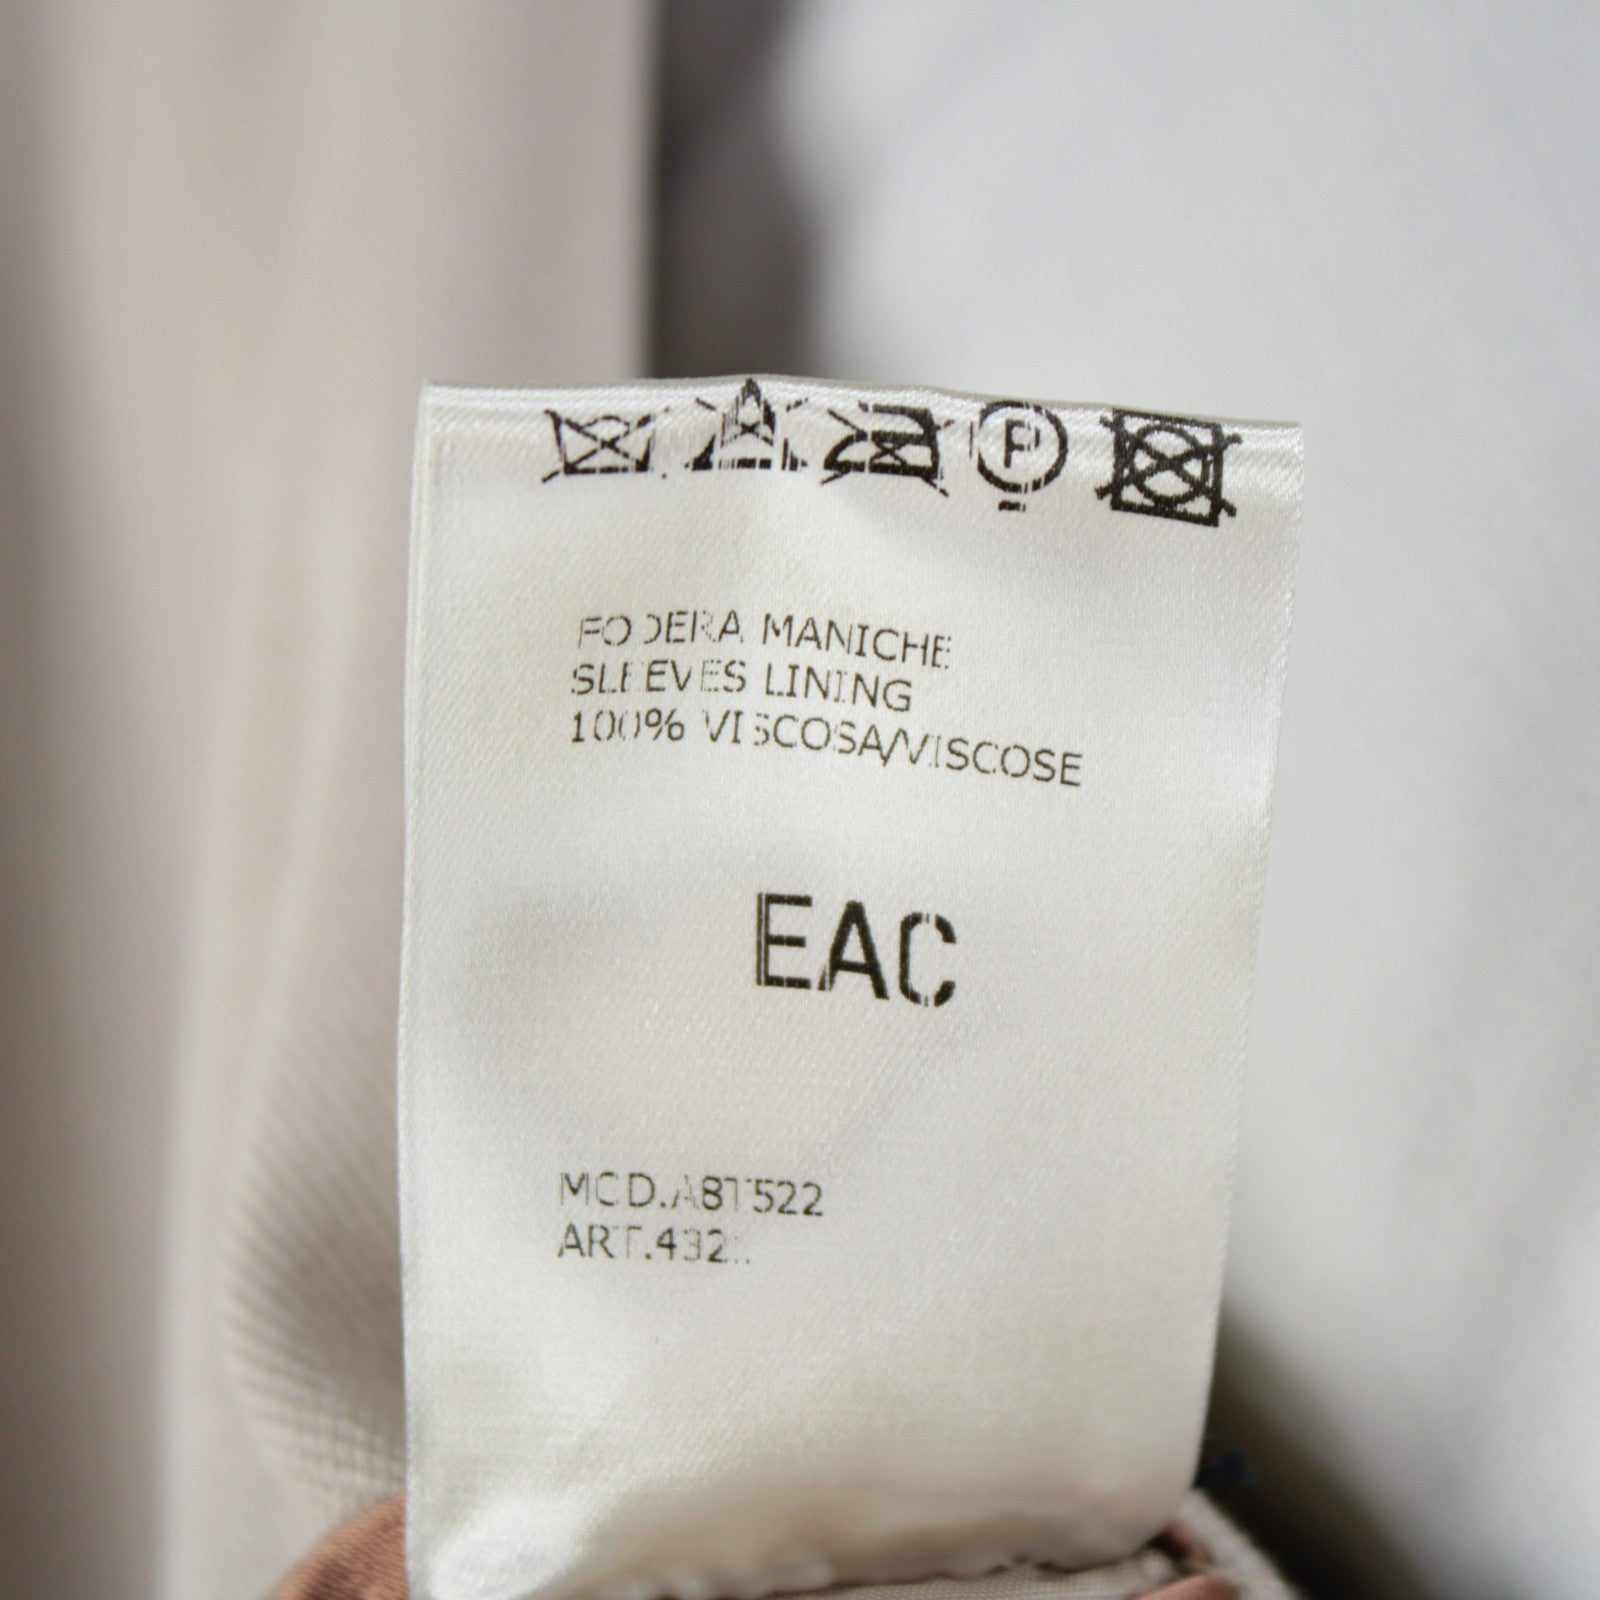 P
FODERA MANICHE
SLEEVES LINING
100% VISCOSA/VISCOSE
EAC
MOD.A8T522